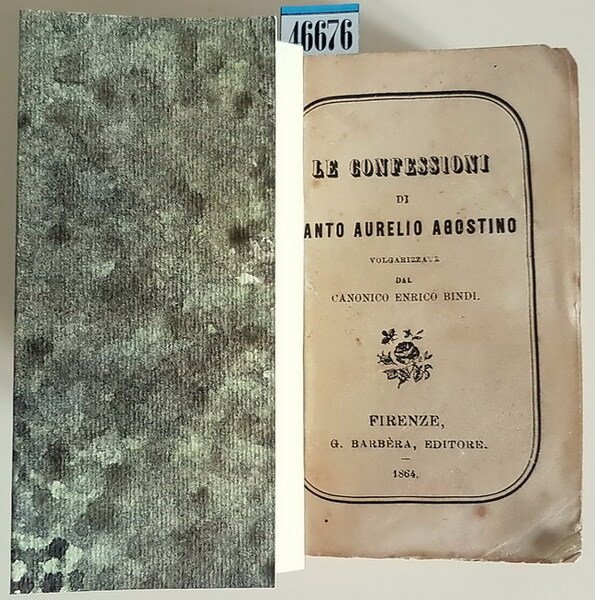 46676
LE CONFESSIONI
DI
ANTO AURELIO AGOSTINO
VOLGARIZZATE
DAL
CANONICO ENRICO BINDI.
FIRENZE,
G. BARBÈRA, EDITORE.
—
1864.